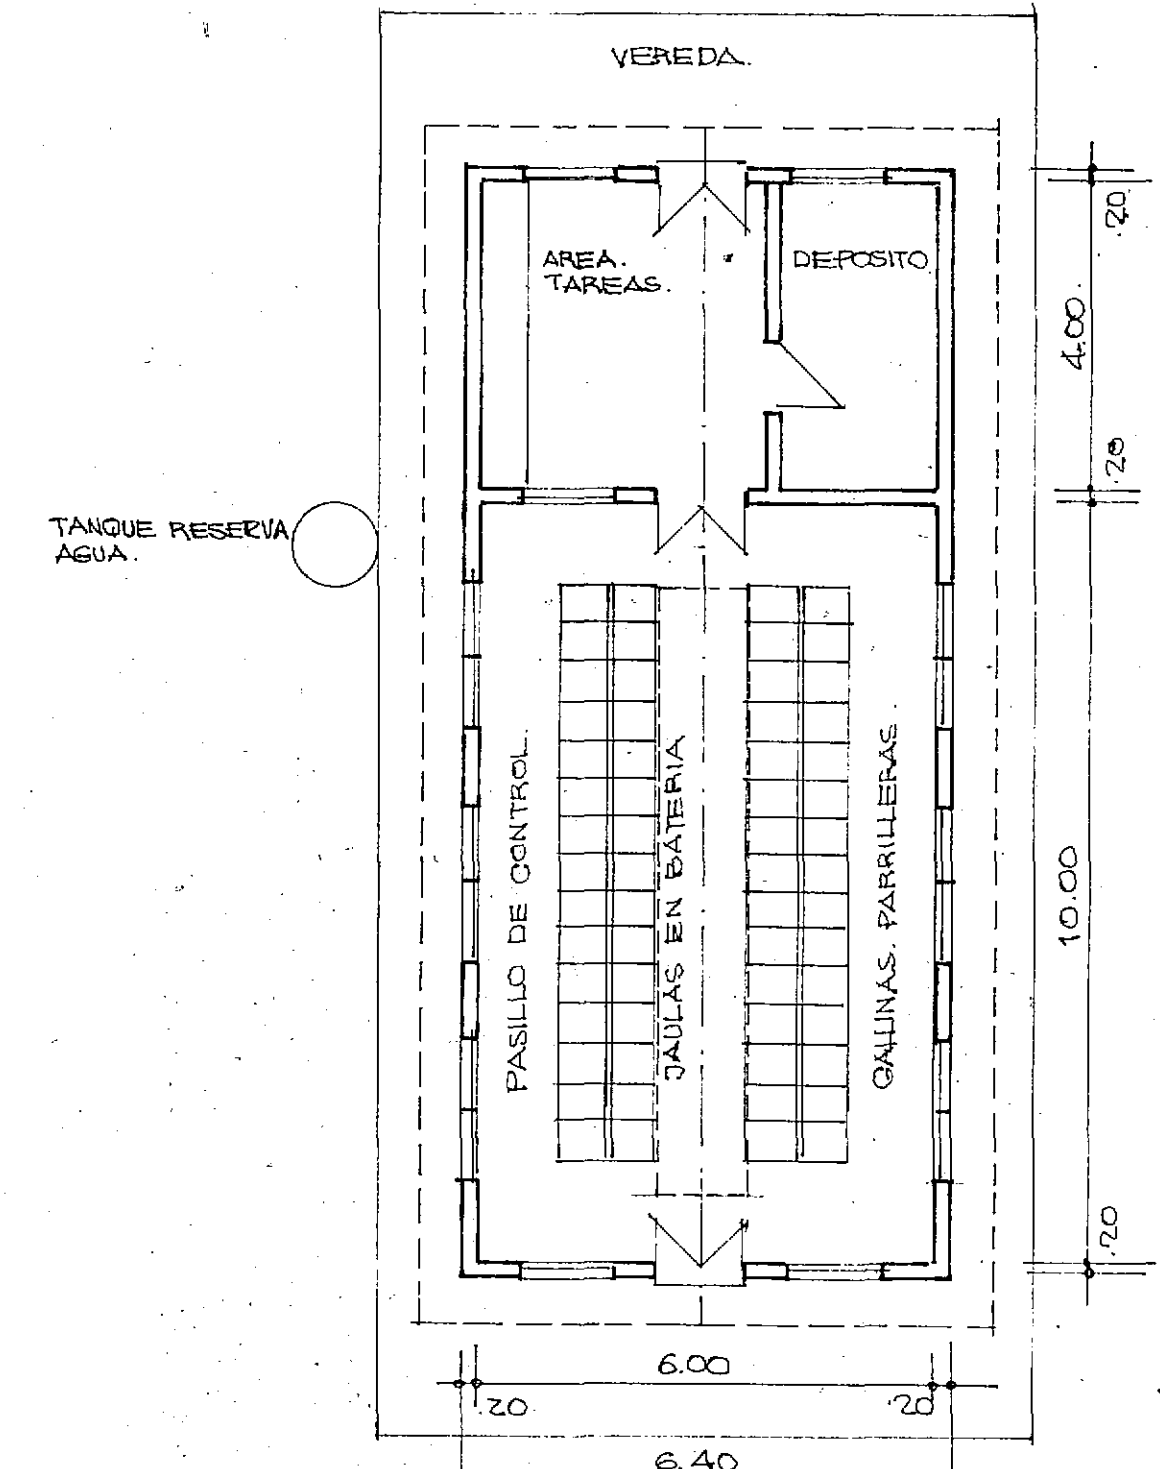 VEREDA.
AREA.
TAREAS.
DEPOSITO
.20
4.00.
.20
TANQUE RESERVA
AGUA.
PASILLO DE CONTROL.
JAULAS EN BATERIA
GALLINAS. PARRILLERAS.
10.00
.20
6.00
.20
.20
6.40